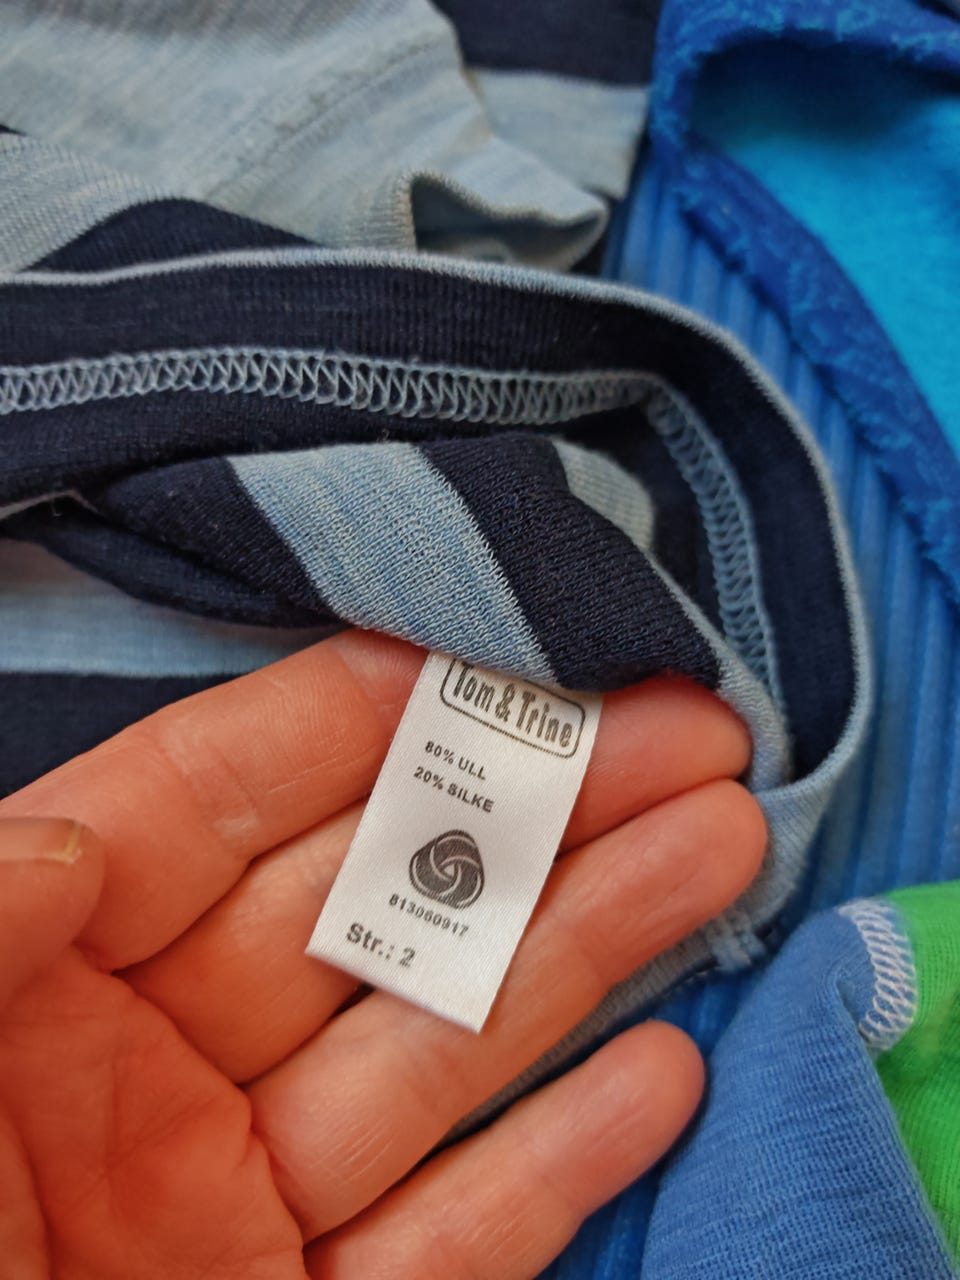 Tom & Trine
80% ULL
20% SILKE
813060917
Str.: 2